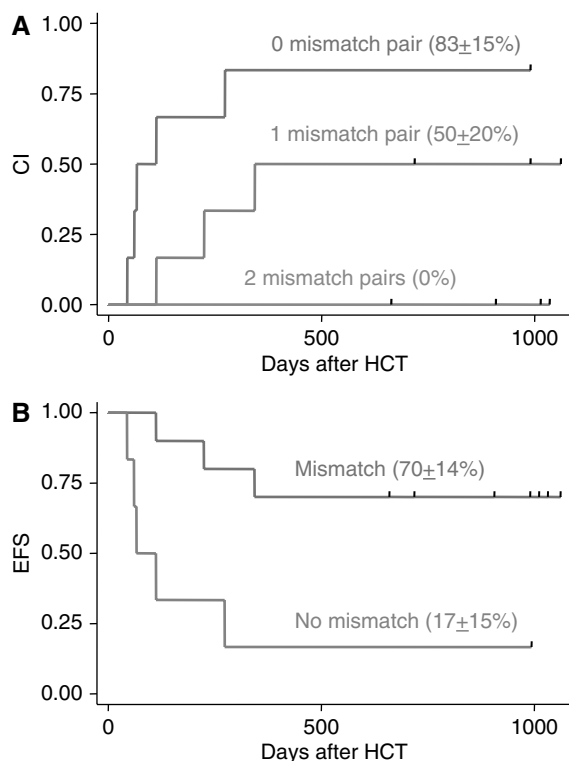 A
1.00
0 mismatch pair (83±15%)
0.75
1 mismatch pair (50±20%)
CI
0.50
0.25
2 mismatch pairs (0%)
0.00
0
500
1000
Days after HCT
B
1.00
Mismatch (70±14%)
0.75
EFS
0.50
0.25
No mismatch (17±15%)
0.00
0
500
1000
Days after HCT